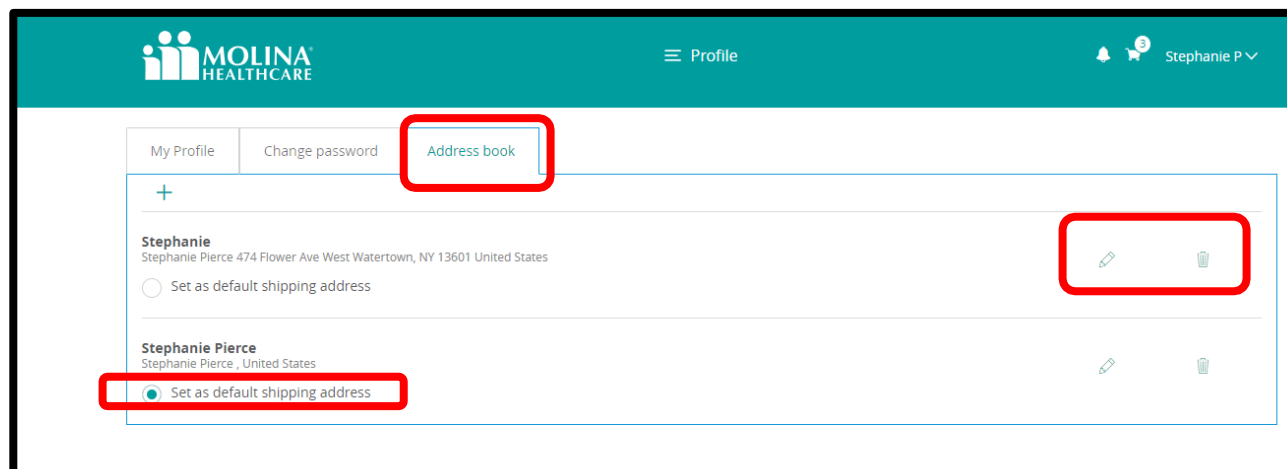 MOLINA®
HEALTHCARE
Profile
3
Stephanie P
My Profile
Change password
Address book
+
Stephanie
Stephanie Pierce 474 Flower Ave West Watertown, NY 13601 United States
Set as default shipping address
Stephanie Pierce
Stephanie Pierce , United States
Set as default shipping address